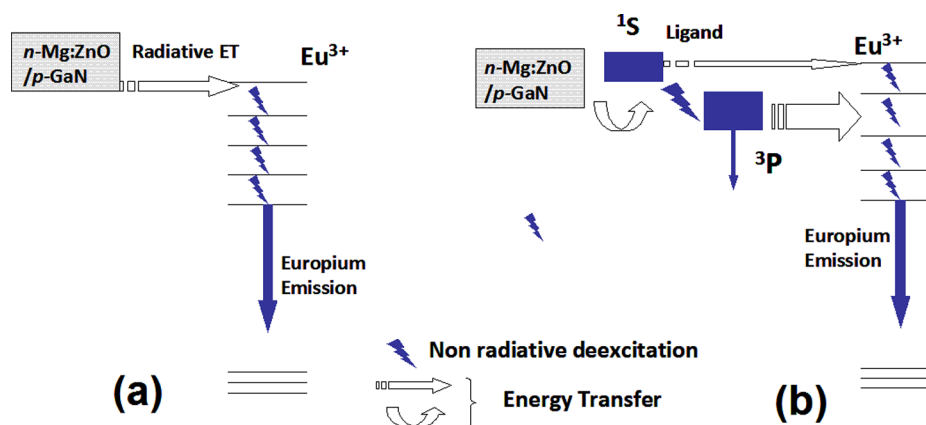 n-Mg:ZnO
/p-GaN
Radiative ET
Eu³⁺
Europium
Emission
(a)
¹S
Ligand
Eu³⁺
n-Mg:ZnO
/p-GaN
³P
Europium
Emission
(b)
Non radiative deexcitation
Energy Transfer